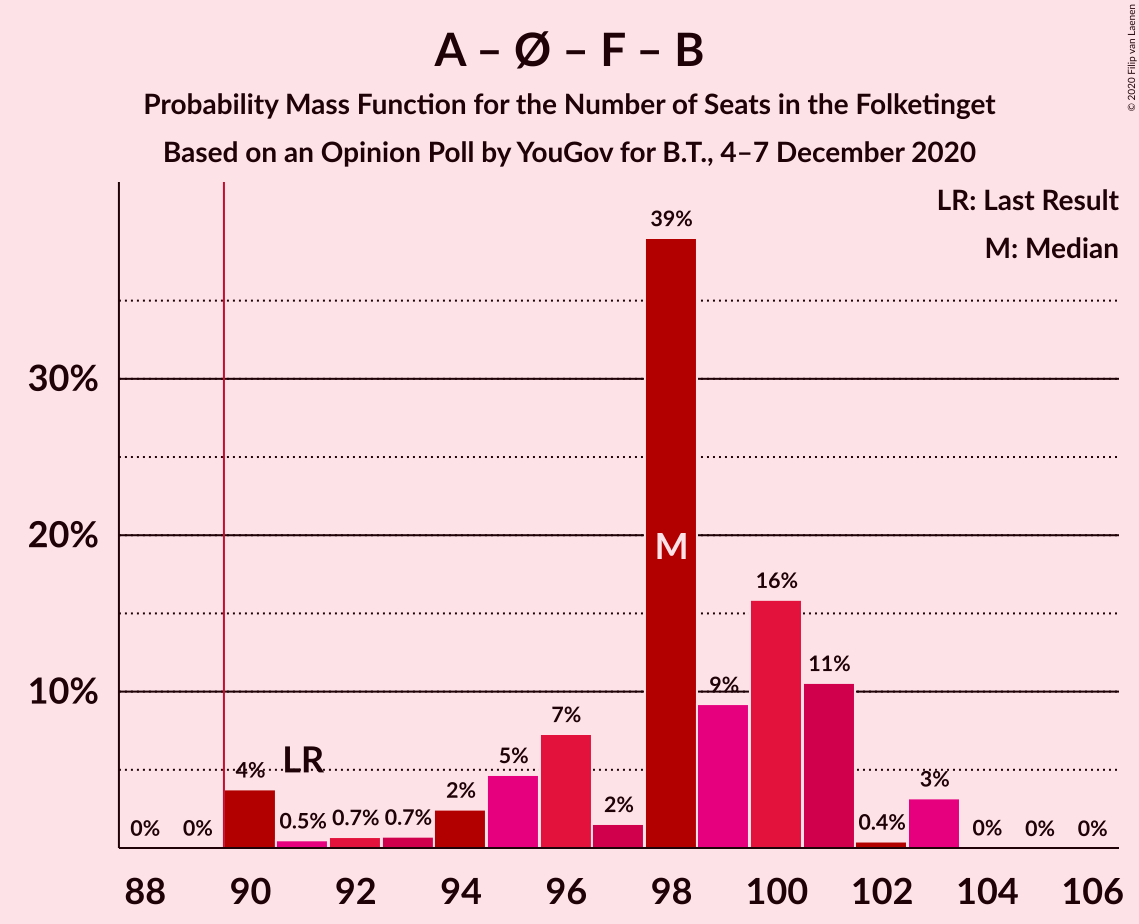 A – Ø – F – B
Probability Mass Function for the Number of Seats in the Folketinget
Based on an Opinion Poll by YouGov for B.T., 4–7 December 2020
© 2020 Filip van Laenen
LR: Last Result
M: Median
39%
30%
20%
M
16%
11%
10%
9%
7%
LR
5%
4%
3%
2%
2%
0% 0% 0.5% 0.7% 0.7% 0.4% 0% 0% 0%
88 90 92 94 96 98 100 102 104 106